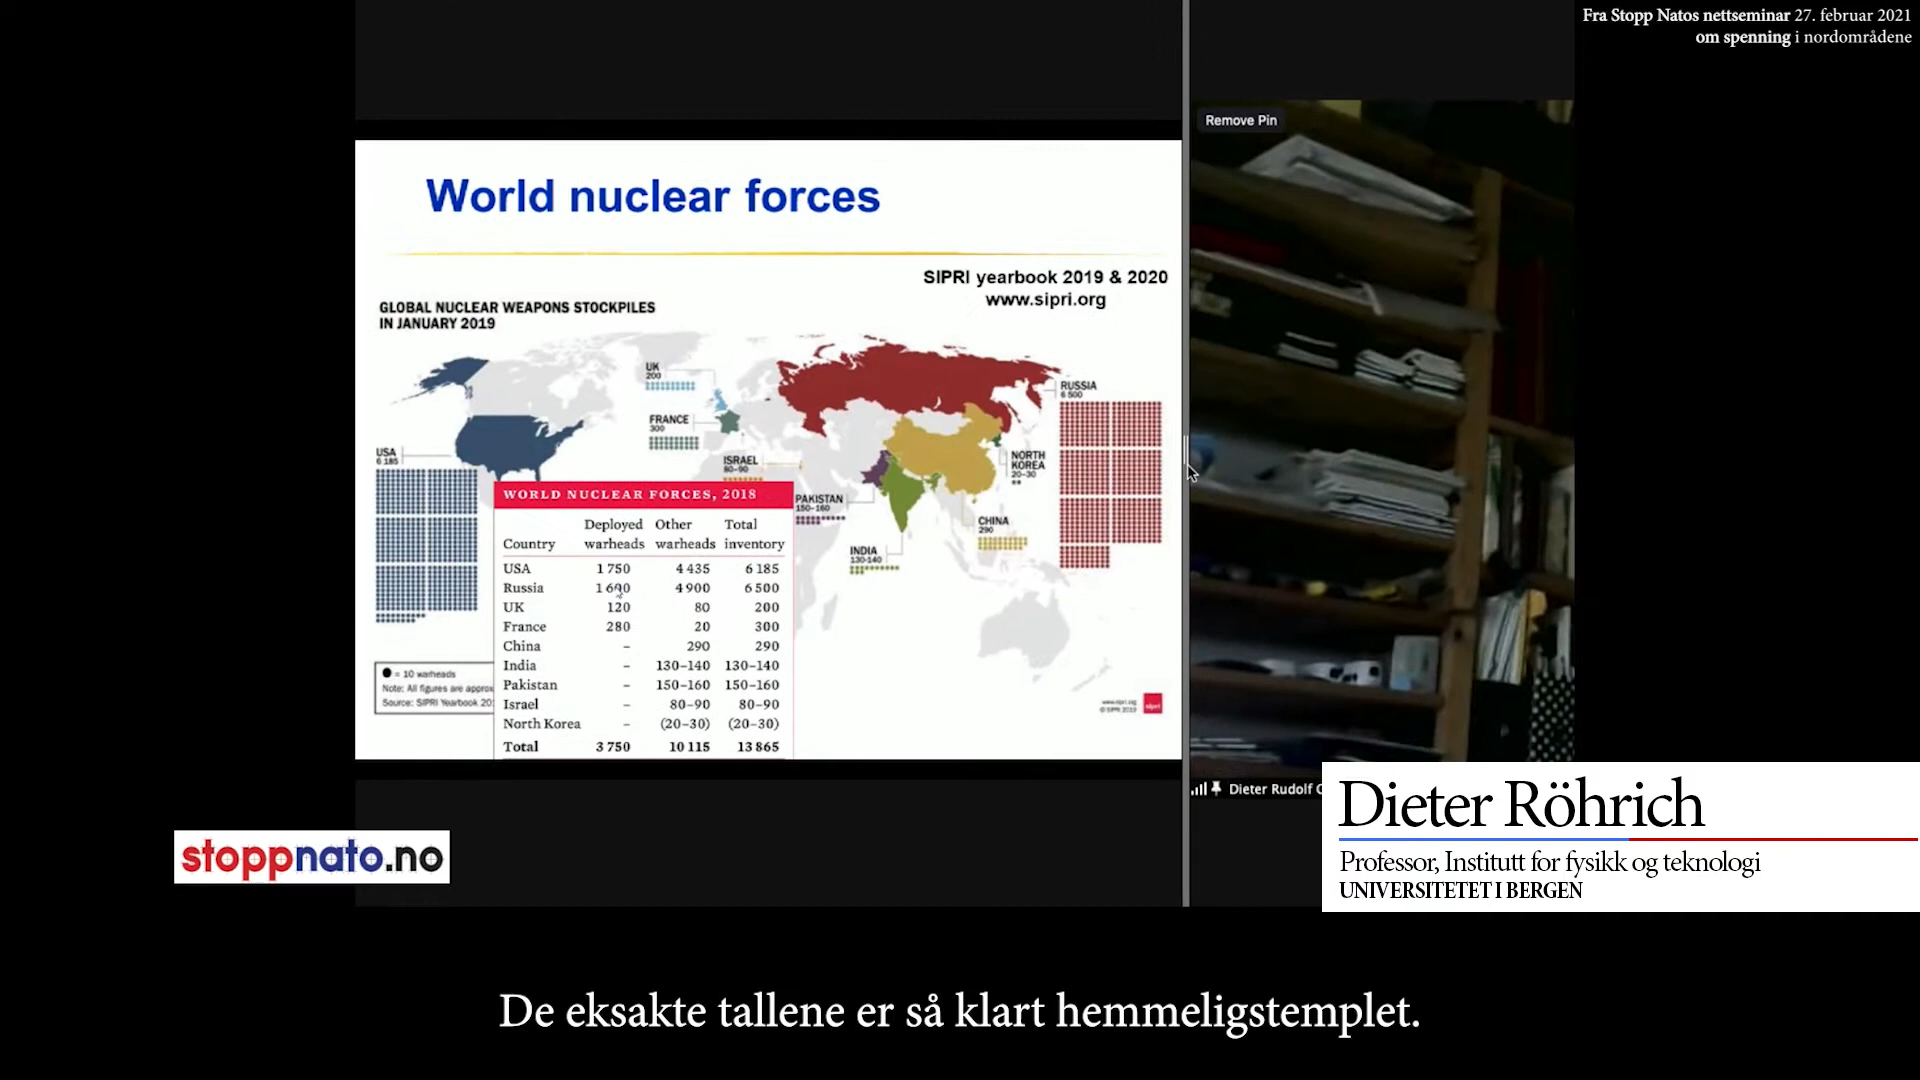 Fra Stopp Natos nettseminar 27. februar 2021
om spenning i nordområdene
Remove Pin
World nuclear forces
SIPRI yearbook 2019 & 2020
www.sipri.org
GLOBAL NUCLEAR WEAPONS STOCKPILES
IN JANUARY 2019
UK
200
RUSSIA
6 500
FRANCE
300
USA
6 185
ISRAEL
80–90
NORTH
KOREA
20–30
PAKISTAN
150–160
CHINA
290
INDIA
130-140
WORLD NUCLEAR FORCES, 2018
Deployed Other Total
Country warheads warheads inventory
USA 1 750 4 435 6 185
Russia 1 600 4 900 6 500
UK 120 80 200
France 280 20 300
China – 290 290
India – 130–140 130–140
Pakistan – 150–160 150–160
Israel – 80–90 80–90
North Korea – (20–30) (20–30)
Total 3 750 10 115 13 865
= 10 warheads
Note: All figures are approx
Source: SIPRI Yearbook 20
www.sipri.org
© SIPRI 2019
sipri
Dieter Rudolf
Dieter Röhrich
Professor, Institutt for fysikk og teknologi
UNIVERSITETET I BERGEN
stoppnato.no
De eksakte tallene er så klart hemmeligstemplet.